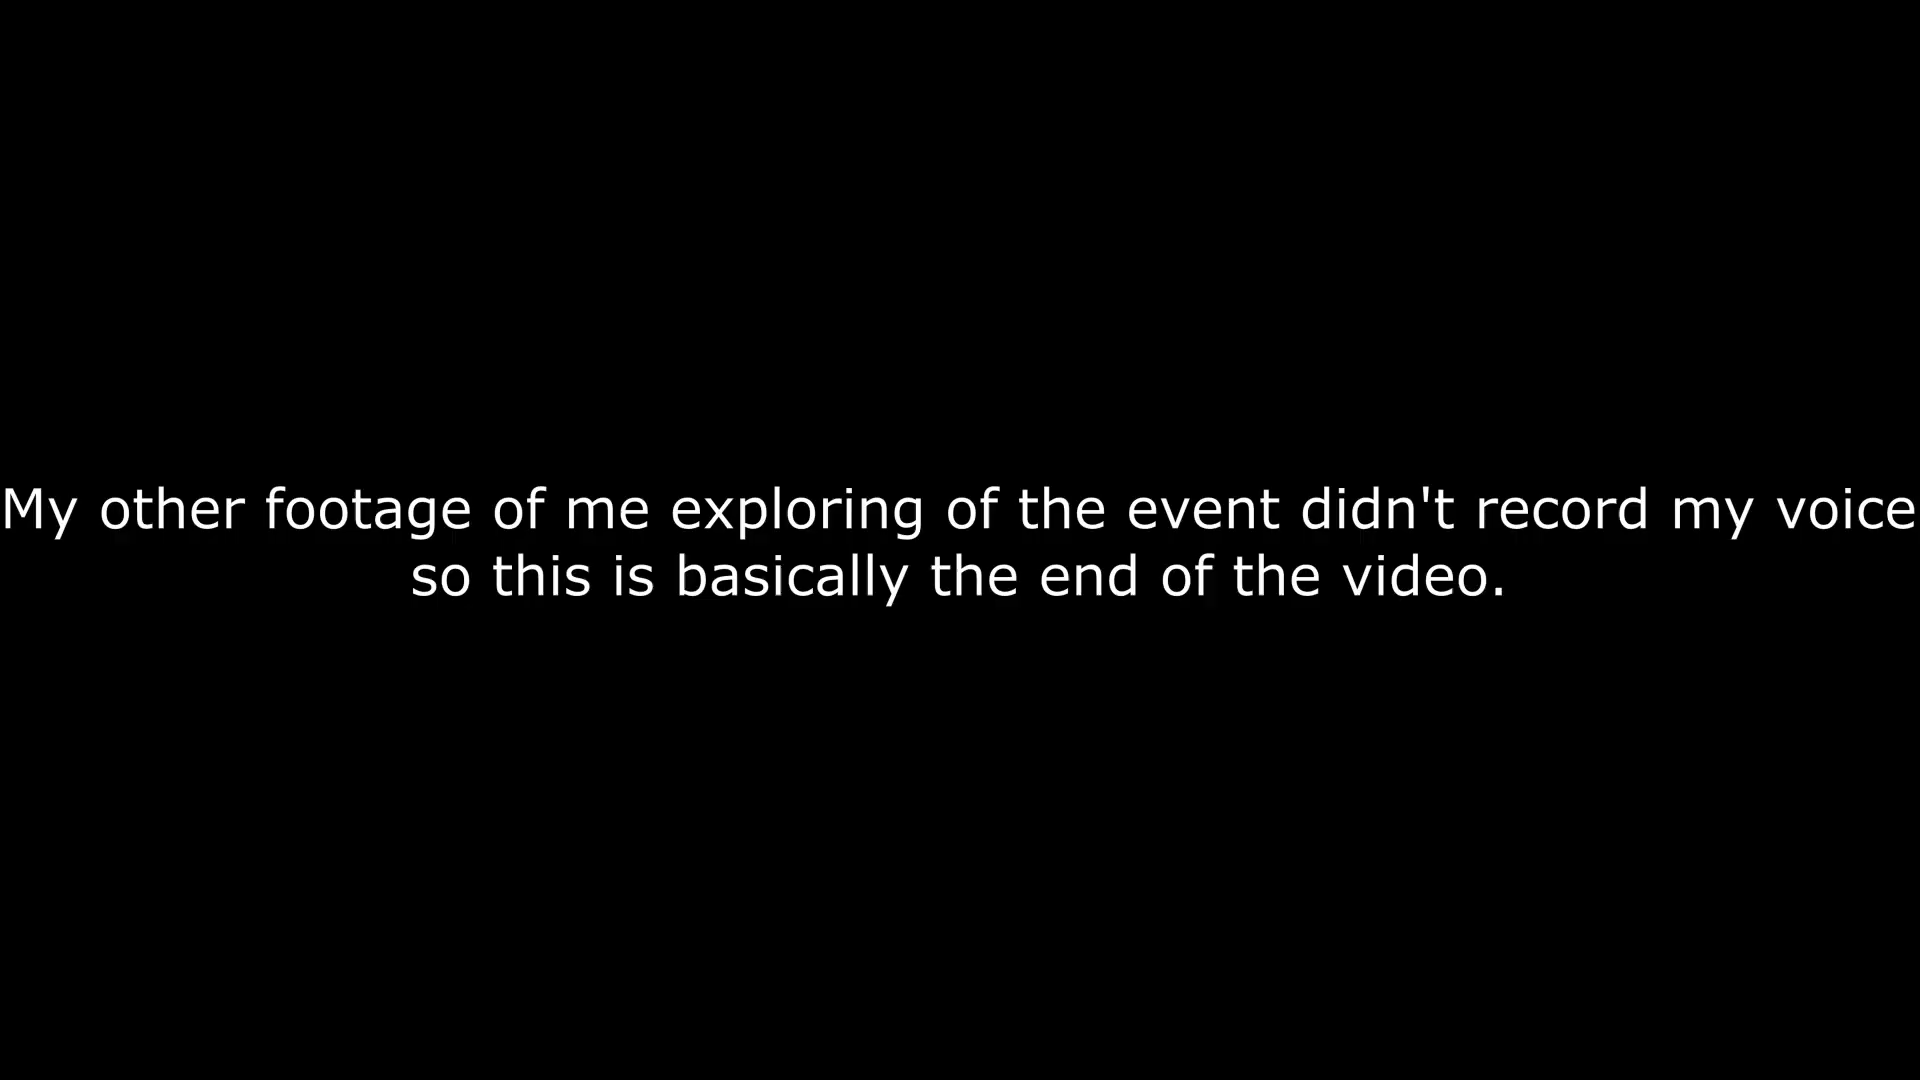 My other footage of me exploring of the event didn't record my voice
so this is basically the end of the video.